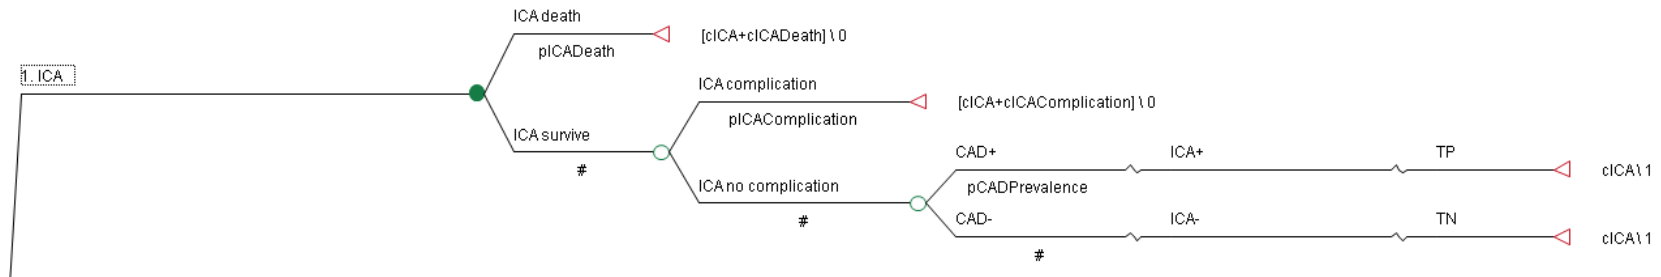 ICA death
[cICA+cICADeath] \ 0
pICADeath
1. ICA
ICA complication
[cICA+cICAComplication] \ 0
pICAComplication
ICA survive
#
CAD+ ICA+ TP
cICA \ 1
pCADPrevalence
ICA no complication
#
CAD- ICA- TN
cICA \ 1
#